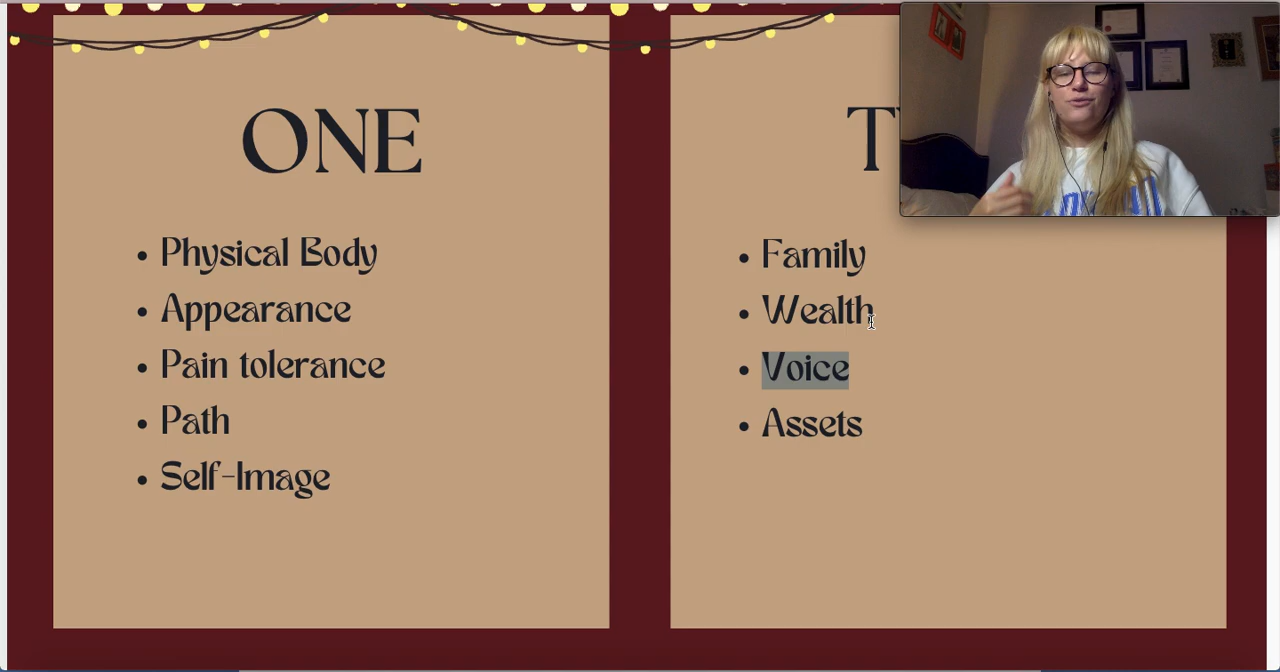 ONE
• Physical Body
• Appearance
• Pain tolerance
• Path
• Self-Image
• Family
• Wealth
• Voice
• Assets